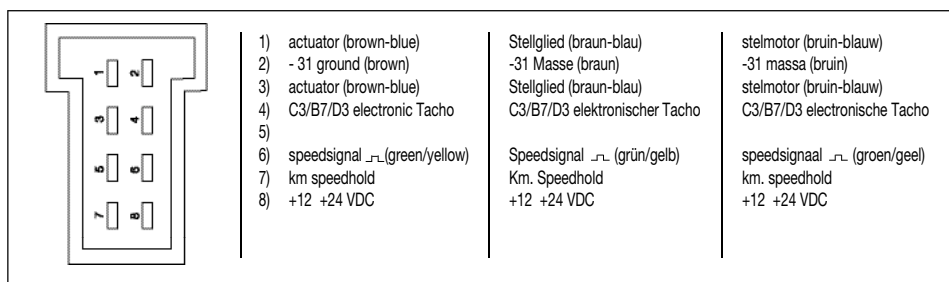 1 2
3 4
5 6
7 8
1) actuator (brown-blue)
2) - 31 ground (brown)
3) actuator (brown-blue)
4) C3/B7/D3 electronic Tacho
5)
6) speedsignal (green/yellow)
7) km speedhold
8) +12 +24 VDC
Stellglied (braun-blau)
-31 Masse (braun)
Stellglied (braun-blau)
C3/B7/D3 elektronischer Tacho
Speedsignal (grün/gelb)
Km. Speedhold
+12 +24 VDC
stelmotor (bruin-blauw)
-31 massa (bruin)
stelmotor (bruin-blauw)
C3/B7/D3 electronische Tacho
speedsignaal (groen/geel)
km. speedhold
+12 +24 VDC